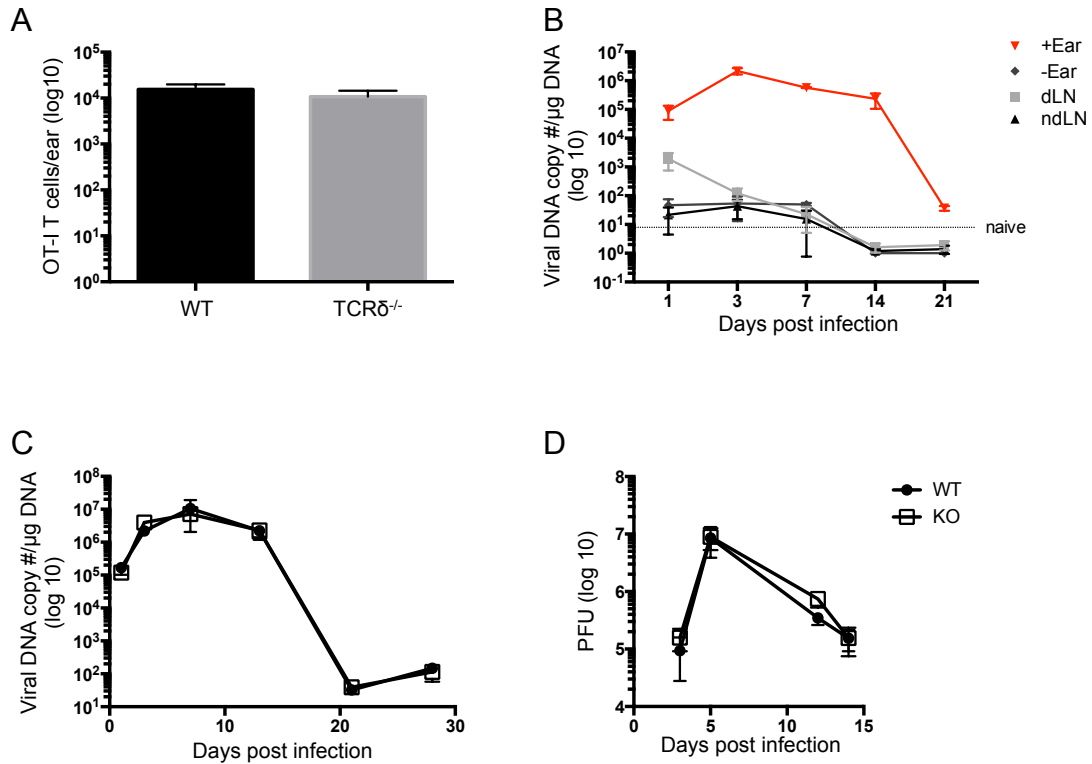 A
OT-I T cells/ear (log10)
10⁵
10⁴
10³
10²
10¹
10⁰
WT
TCRδ⁻/⁻
B
Viral DNA copy #/µg DNA
(log 10)
10⁷
10⁶
10⁵
10⁴
10³
10²
10¹
10⁰
10⁻¹
1 3 7 14 21
Days post infection
naive
+Ear
-Ear
dLN
ndLN
C
Viral DNA copy #/µg DNA
(log 10)
10⁸
10⁷
10⁶
10⁵
10⁴
10³
10²
10¹
0 10 20 30
Days post infection
D
PFU (log 10)
8
7
6
5
4
0 5 10 15
Days post infection
WT
KO